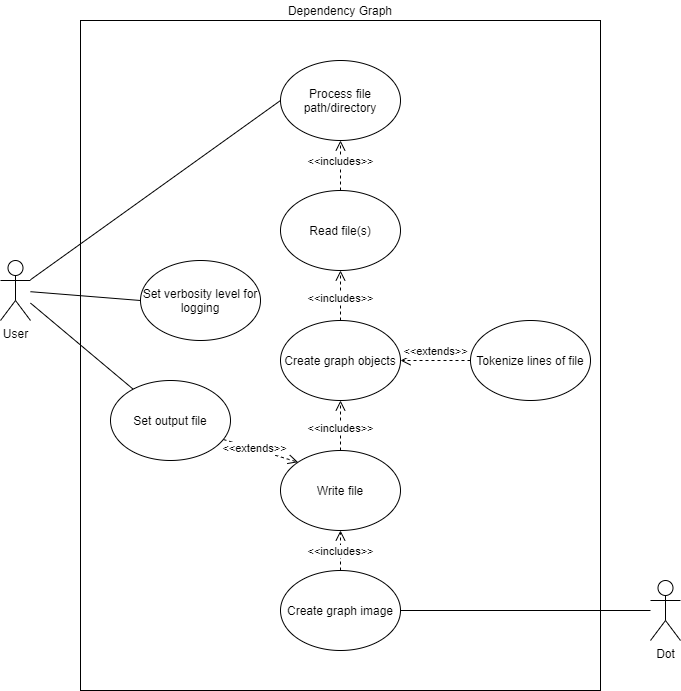 Dependency Graph
Process file
path/directory
<<includes>>
Read file(s)
User
Set verbosity level for
logging
<<includes>>
Create graph objects
<<extends>>
Tokenize lines of file
Set output file
<<includes>>
<<extends>>
Write file
<<includes>>
Create graph image
Dot